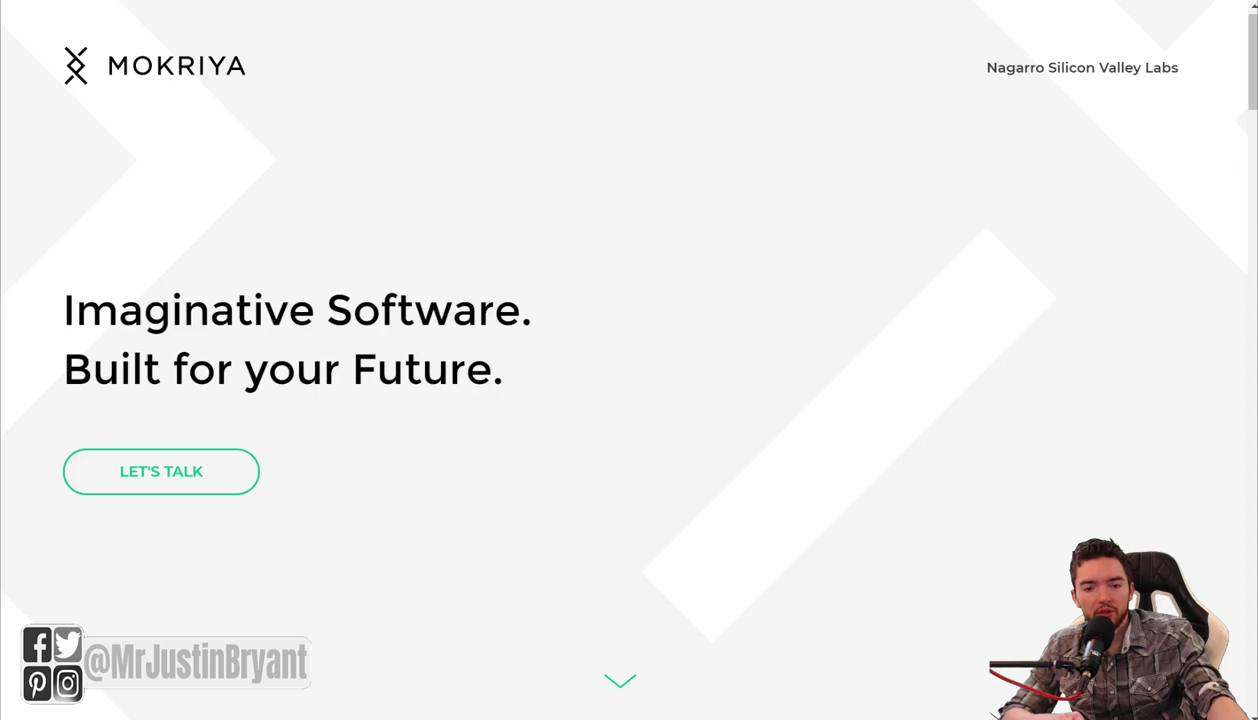 MOKRIYA
Nagarro Silicon Valley Labs
Imaginative Software.
Built for your Future.
LET'S TALK
@MrJustinBryant